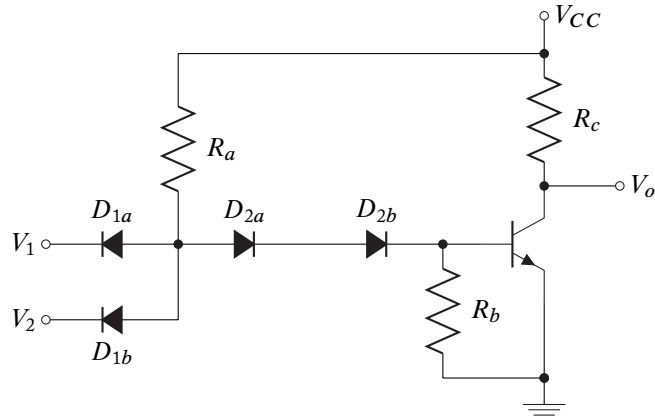 V_CC
R_a
R_c
V_o
D_1a
D_2a
D_2b
V_1
V_2
D_1b
R_b